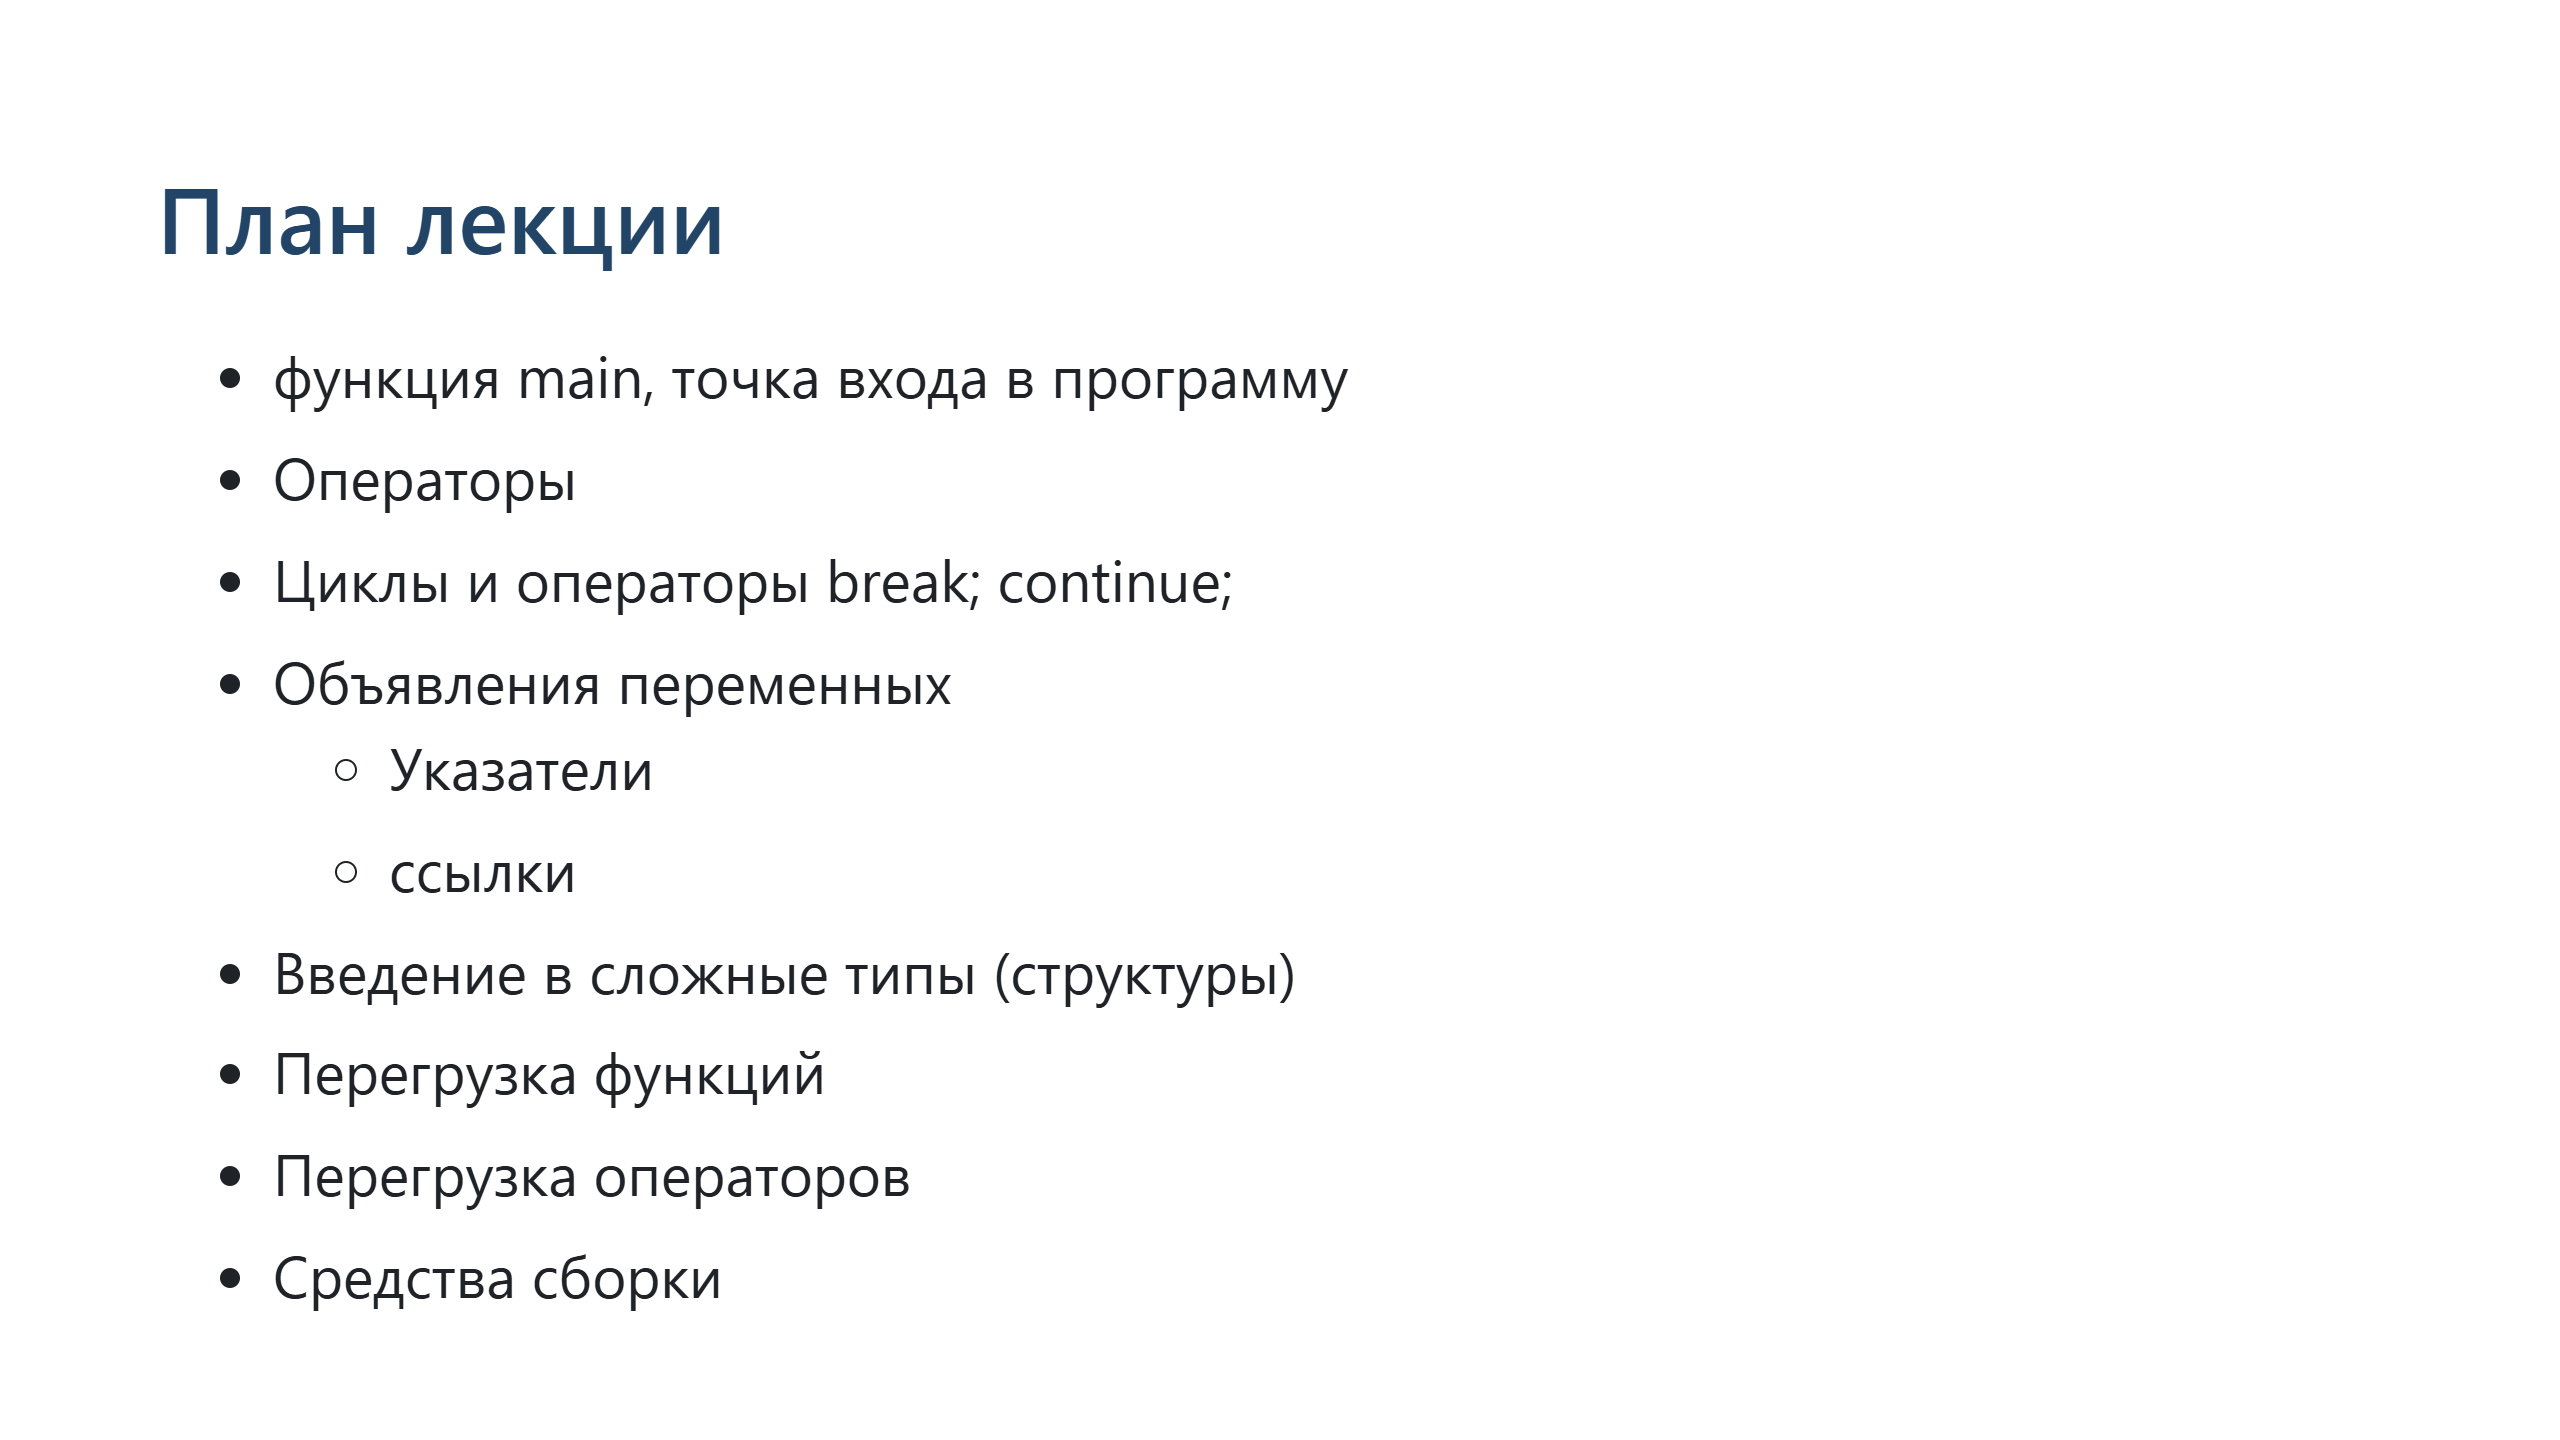 План лекции
функция main, точка входа в программу
Операторы
Циклы и операторы break; continue;
Объявления переменных
Указатели
ссылки
Введение в сложные типы (структуры)
Перегрузка функций
Перегрузка операторов
Средства сборки